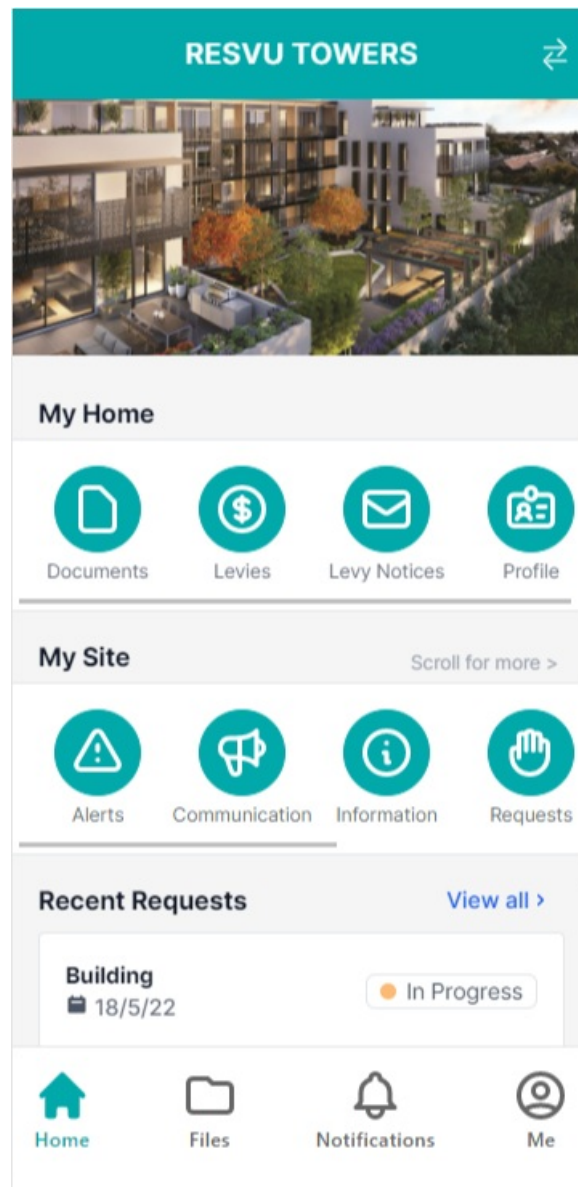 RESVU TOWERS
My Home
Documents
Levies
Levy Notices
Profile
My Site
Scroll for more >
Alerts
Communication
Information
Requests
Recent Requests
View all >
Building
18/5/22
In Progress
Home
Files
Notifications
Me